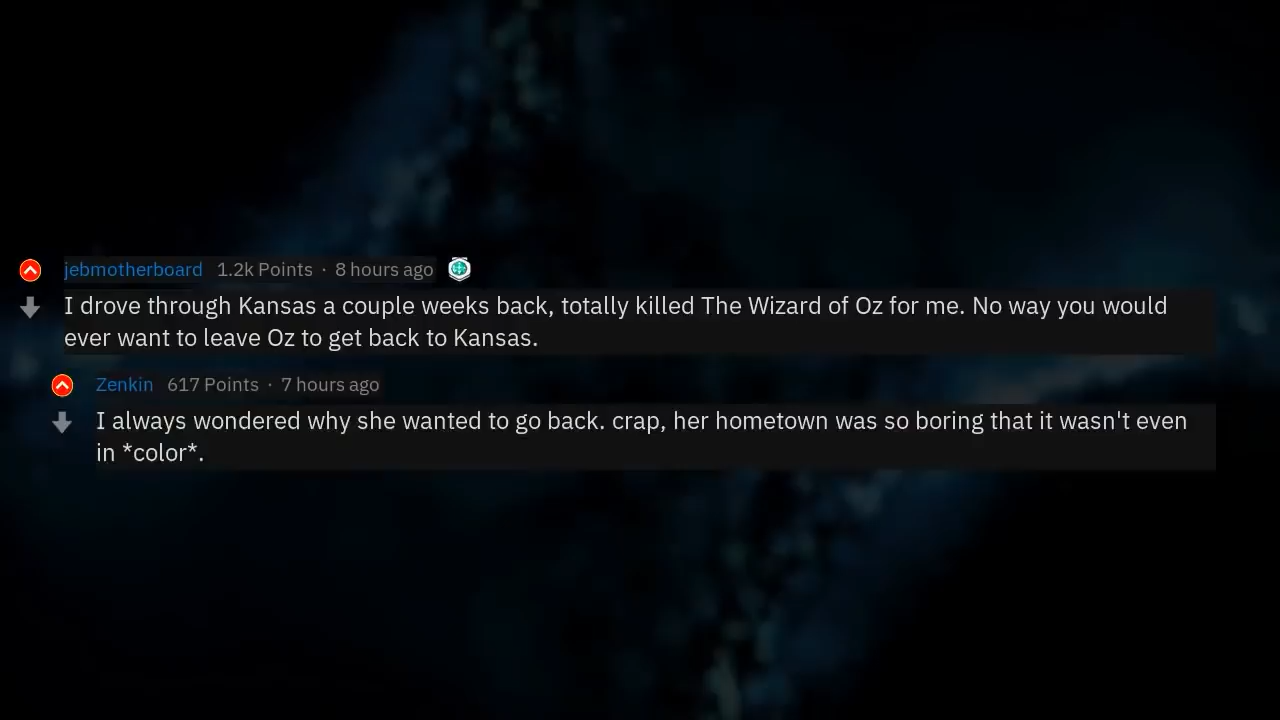 jebmotherboard 1.2k Points · 8 hours ago
I drove through Kansas a couple weeks back, totally killed The Wizard of Oz for me. No way you would
ever want to leave Oz to get back to Kansas.
Zenkin 617 Points · 7 hours ago
I always wondered why she wanted to go back. crap, her hometown was so boring that it wasn't even
in *color*.